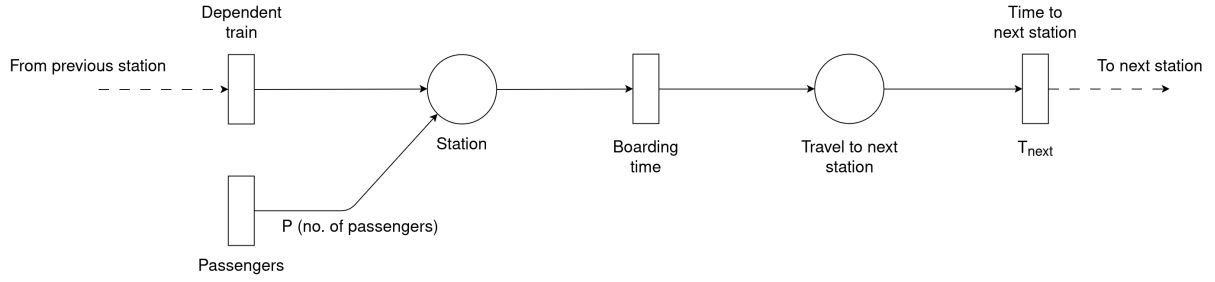 Dependent
train
Time to
next station
From previous station
To next station
Station
Boarding
time
Travel to next
station
Tnext
P (no. of passengers)
Passengers